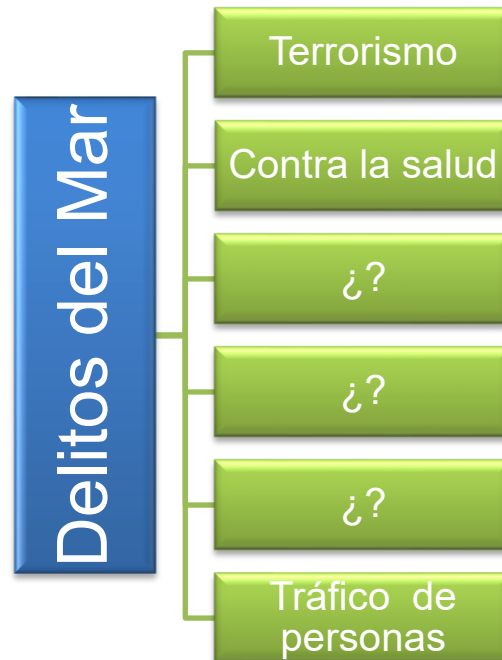 Delitos del Mar
Terrorismo
Contra la salud
¿?
¿?
¿?
Tráfico de
personas